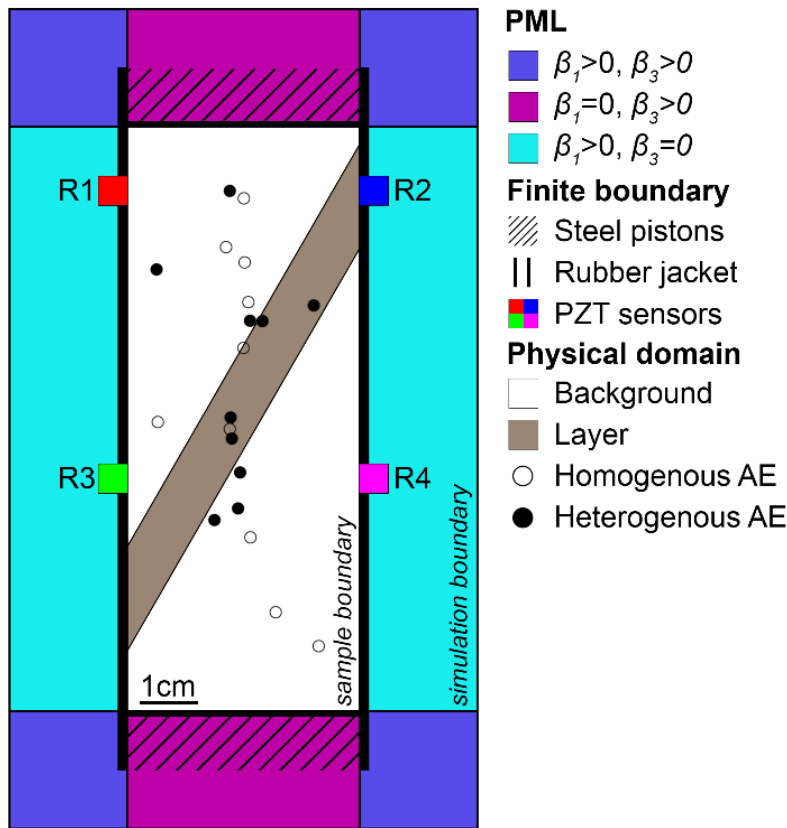 PML
β₁>0, β₃>0
β₁=0, β₃>0
β₁>0, β₃=0
Finite boundary
Steel pistons
Rubber jacket
PZT sensors
Physical domain
Background
Layer
Homogenous AE
Heterogenous AE
R1
R2
R3
R4
sample boundary
simulation boundary
1cm